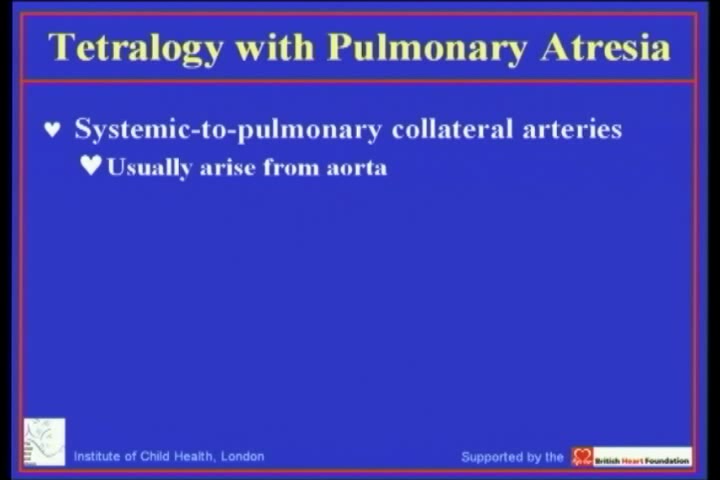 Tetralogy with Pulmonary Atresia
Systemic-to-pulmonary collateral arteries
Usually arise from aorta
Institute of Child Health, London
Supported by the
British Heart Foundation